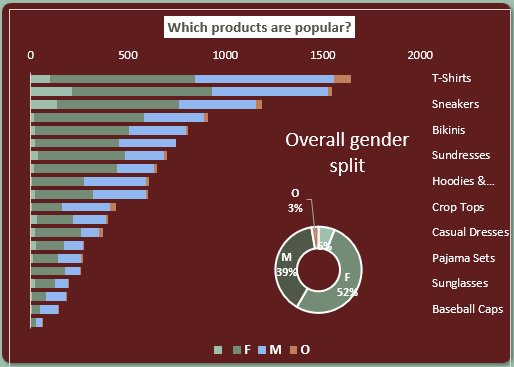 Which products are popular?
0 500 1000 1500 2000
T-Shirts
Sneakers
Bikinis
Sundresses
Hoodies &...
Crop Tops
Casual Dresses
Pajama Sets
Sunglasses
Baseball Caps
Overall gender
split
O
3%
6%
M
39%
F
52%
F M O